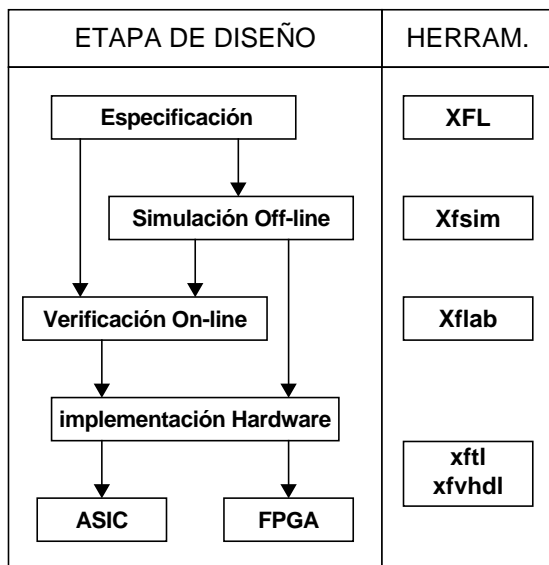 ETAPA DE DISEÑO
HERRAM.
Especificación
XFL
Simulación Off-line
Xfsim
Verificación On-line
Xflab
implementación Hardware
xftl
xfvhdl
ASIC
FPGA